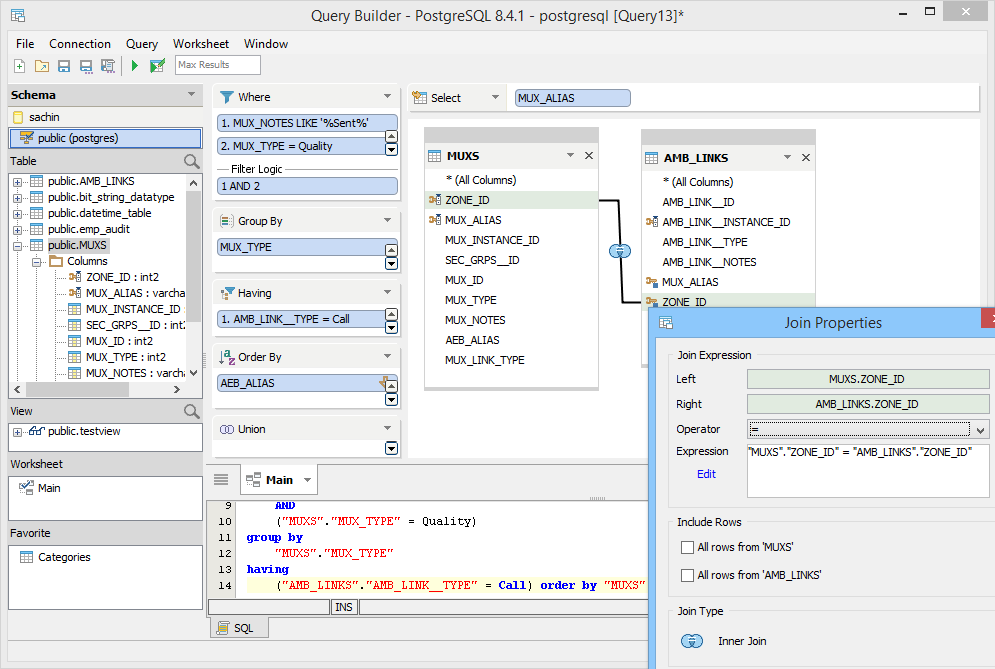 Query Builder - PostgreSQL 8.4.1 - postgresql [Query13]*
File Connection Query Worksheet Window
Max Results
Schema
sachin
public (postgres)
Table
public.AMB_LINKS
public.bit_string_datatype
public.datetime_table
public.emp_audit
public.MUXS
Columns
ZONE_ID : int2
MUX_ALIAS : varcha
MUX_INSTANCE_ID
SEC_GRPS__ID : int2
MUX_ID : int2
MUX_TYPE : int2
MUX_NOTES : varcha
View
public.testview
Worksheet
Main
Favorite
Categories
Where
1. MUX_NOTES LIKE '%Sent%'
2. MUX_TYPE = Quality
Filter Logic
1 AND 2
Group By
MUX_TYPE
Having
1. AMB_LINK__TYPE = Call
Order By
AEB_ALIAS
Union
Select
MUX_ALIAS
MUXS
* (All Columns)
ZONE_ID
MUX_ALIAS
MUX_INSTANCE_ID
SEC_GRPS__ID
MUX_ID
MUX_TYPE
MUX_NOTES
AEB_ALIAS
MUX_LINK_TYPE
AMB_LINKS
* (All Columns)
AMB_LINK__ID
AMB_LINK__INSTANCE_ID
AMB_LINK__TYPE
AMB_LINK__NOTES
MUX_ALIAS
ZONE_ID
Main
9 AND
10 ("MUXS"."MUX_TYPE" = Quality)
11 group by
12 "MUXS"."MUX_TYPE"
13 having
14 ("AMB_LINKS"."AMB_LINK__TYPE" = Call) order by "MUXS"
INS
SQL
Join Properties
Join Expression
Left MUXS.ZONE_ID
Right AMB_LINKS.ZONE_ID
Operator =
Expression "MUXS"."ZONE_ID" = "AMB_LINKS"."ZONE_ID"
Edit
Include Rows
All rows from 'MUXS'
All rows from 'AMB_LINKS'
Join Type
Inner Join